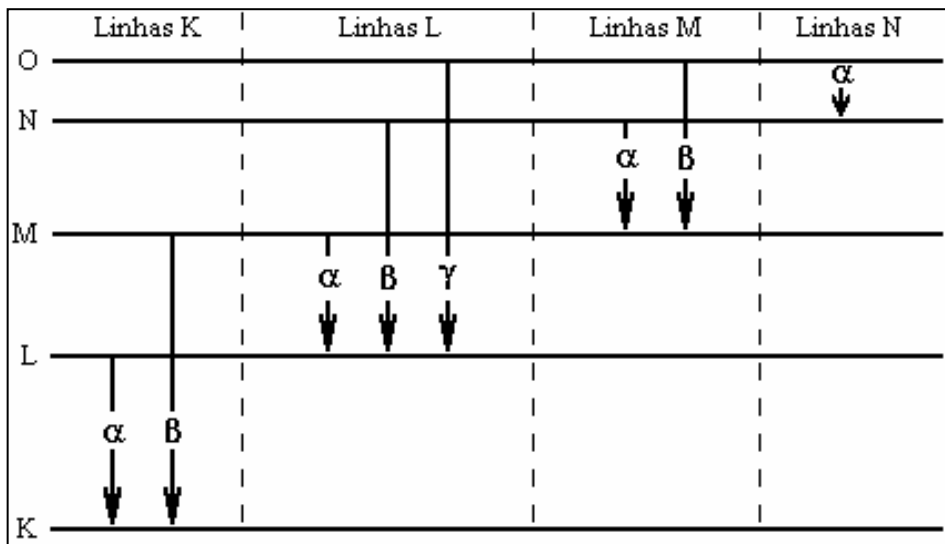 Linhas K Linhas L Linhas M Linhas N
O
α
N
α β
M
α β γ
L
α β
K